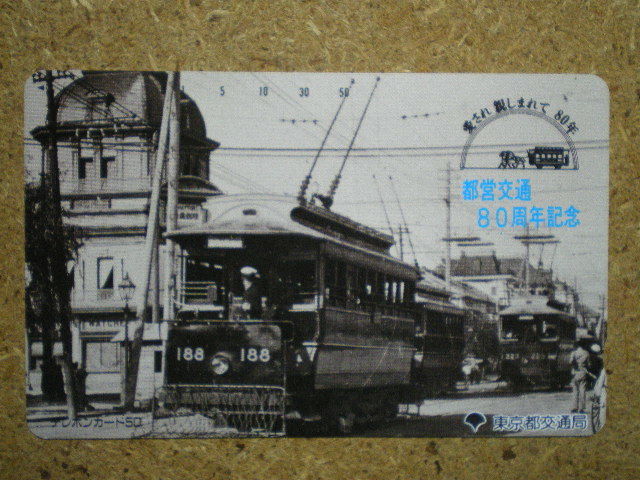 5 10 30 50
愛され 親しまれて 80年
都営交通
80周年記念
WATCH
188 188
223
テレホンカード50
東京都交通局